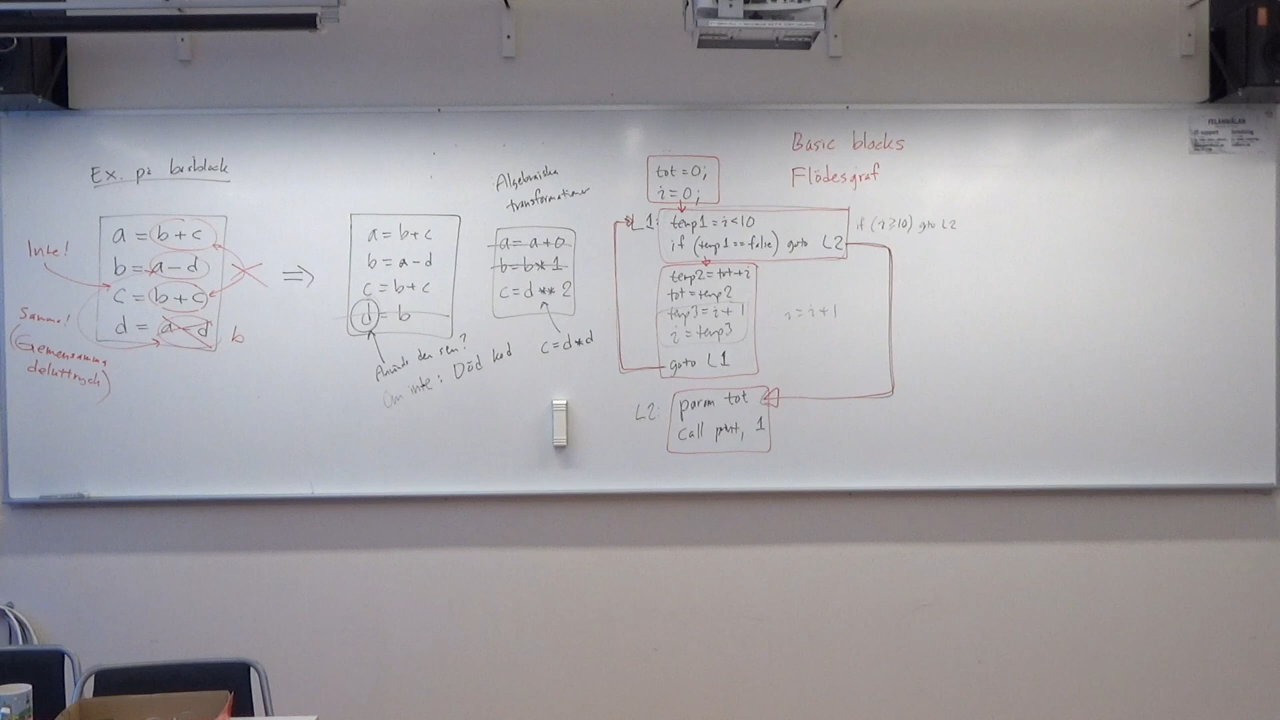 Ex. på basblock
Inte!
a = b + c
b = a - d
c = b + c
d = a - d
b
Samma!
(Gemensamma
deluttryck)
⇒
a = b + c
b = a - d
c = b + c
d = b
Används den sen?
Om inte: Död kod
Algebraiska
transformationer
a = a + 0
b = b * 1
c = d ** 2
c = d * d
Basic blocks
Flödesgraf
tot = 0;
i = 0;
L1:
temp1 = i < 10
if (temp1 == false) goto L2
if (i ≥ 10) goto L2
temp2 = tot + i
tot = temp2
temp3 = i + 1
i = temp3
goto L1
i = i + 1
L2:
param tot
call print, 1
FELANMÄLAN